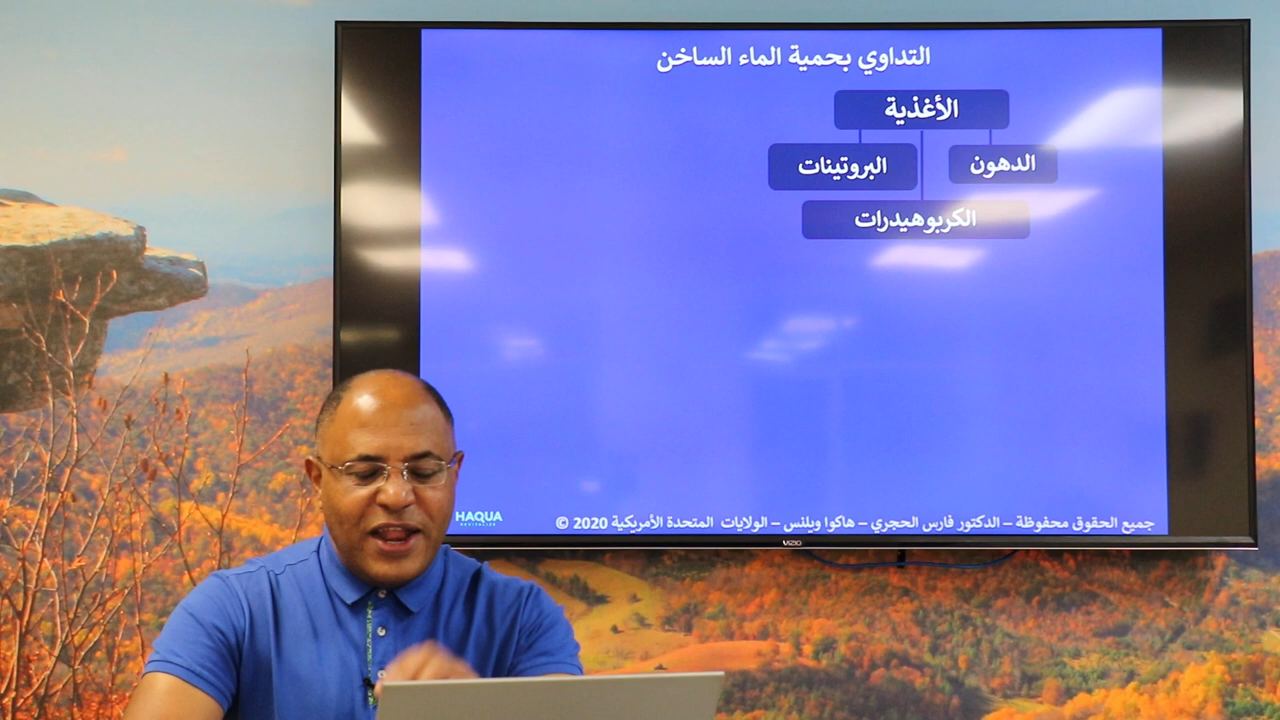 التداوي بحمية الماء الساخن
الأغذية
الدهون
البروتينات
الكربوهيدرات
جميع الحقوق محفوظة – الدكتور فارس الحجري – هاكوا ويلنس – الولايات المتحدة الأمريكية 2020 ©
HAQUA
REVITALIZE
VIZIO